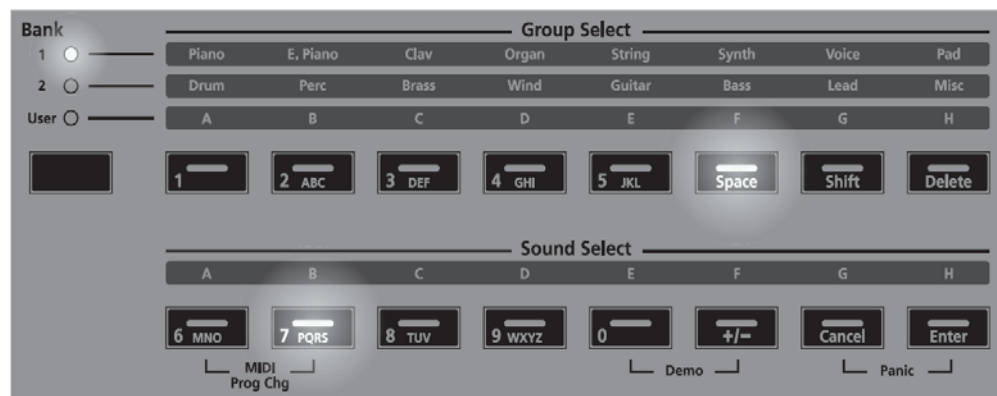 Bank
Group Select
1 Piano E. Piano Clav Organ String Synth Voice Pad
2 Drum Perc Brass Wind Guitar Bass Lead Misc
User A B C D E F G H
1 2 ABC 3 DEF 4 GHI 5 JKL Space Shift Delete
Sound Select
A B C D E F G H
6 MNO 7 PQRS 8 TUV 9 WXYZ 0 +/− Cancel Enter
MIDI Prog Chg Demo Panic